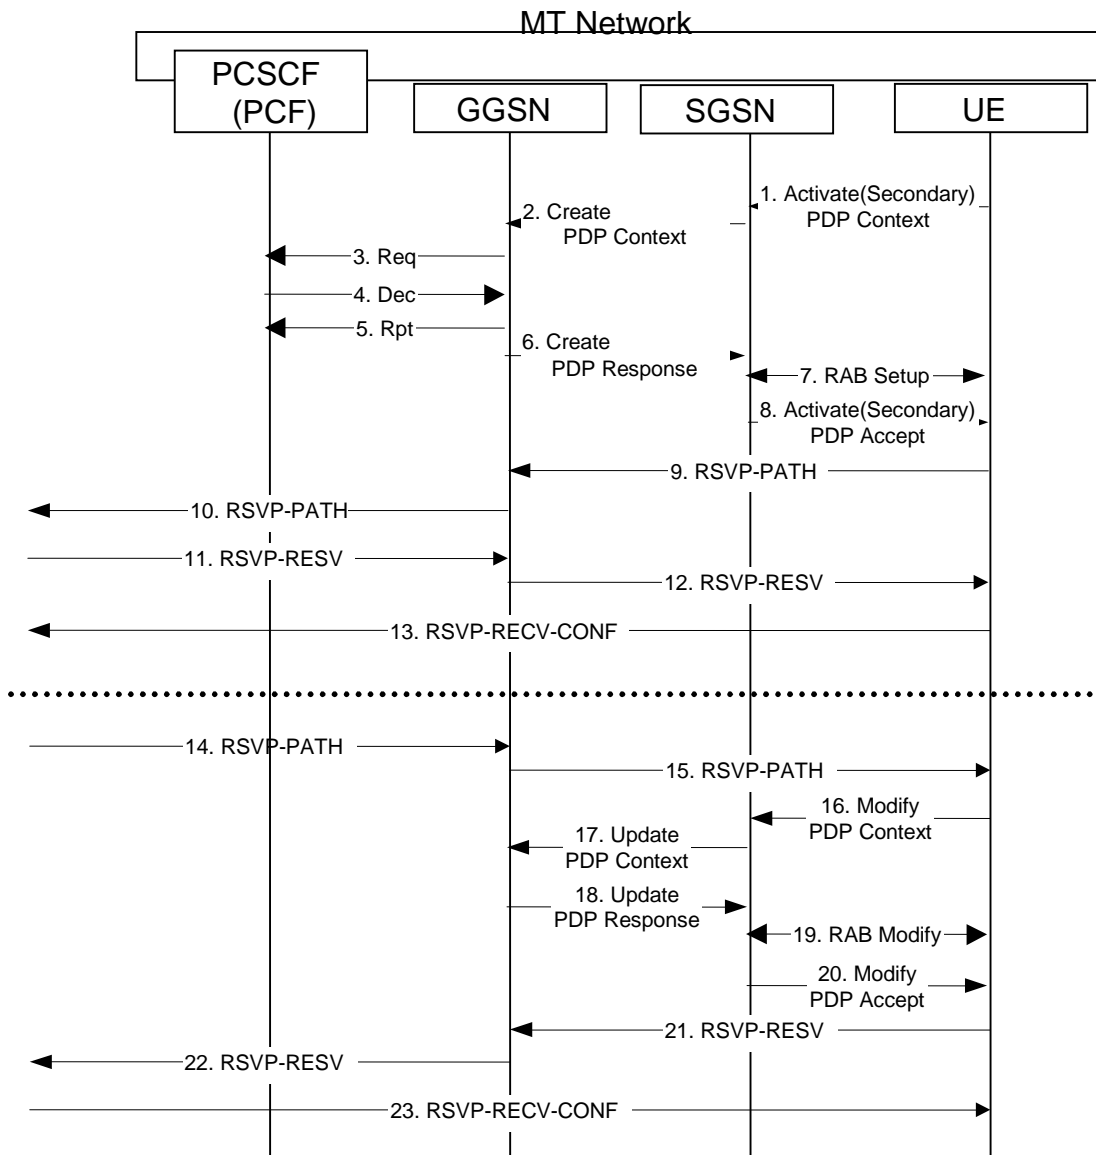 MT Network
PCSCF
(PCF)
GGSN
SGSN
UE
1. Activate(Secondary)
PDP Context
2. Create
PDP Context
3. Req
4. Dec
5. Rpt
6. Create
PDP Response
7. RAB Setup
8. Activate(Secondary)
PDP Accept
9. RSVP-PATH
10. RSVP-PATH
11. RSVP-RESV
12. RSVP-RESV
13. RSVP-RECV-CONF
14. RSVP-PATH
15. RSVP-PATH
16. Modify
PDP Context
17. Update
PDP Context
18. Update
PDP Response
19. RAB Modify
20. Modify
PDP Accept
21. RSVP-RESV
22. RSVP-RESV
23. RSVP-RECV-CONF